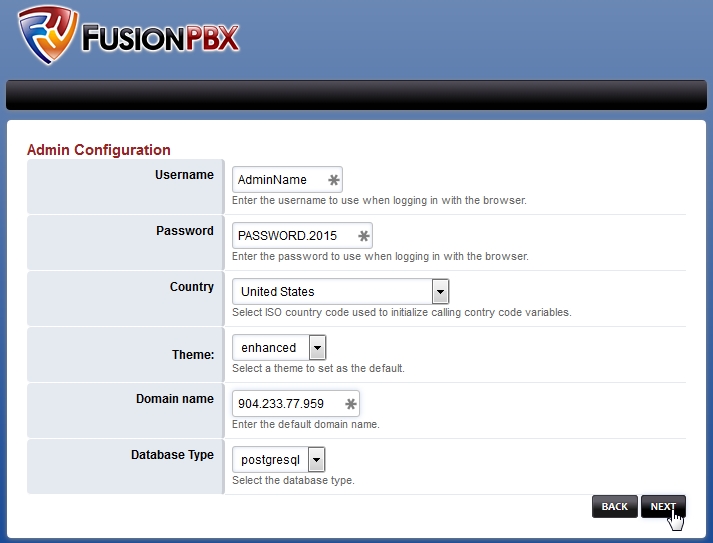 FUSIONPBX
Admin Configuration
Username
AdminName
Enter the username to use when logging in with the browser.
Password
PASSWORD.2015
Enter the password to use when logging in with the browser.
Country
United States
Select ISO country code used to initialize calling contry code variables.
Theme:
enhanced
Select a theme to set as the default.
Domain name
904.233.77.959
Enter the default domain name.
Database Type
postgresql
Select the database type.
BACK NEXT